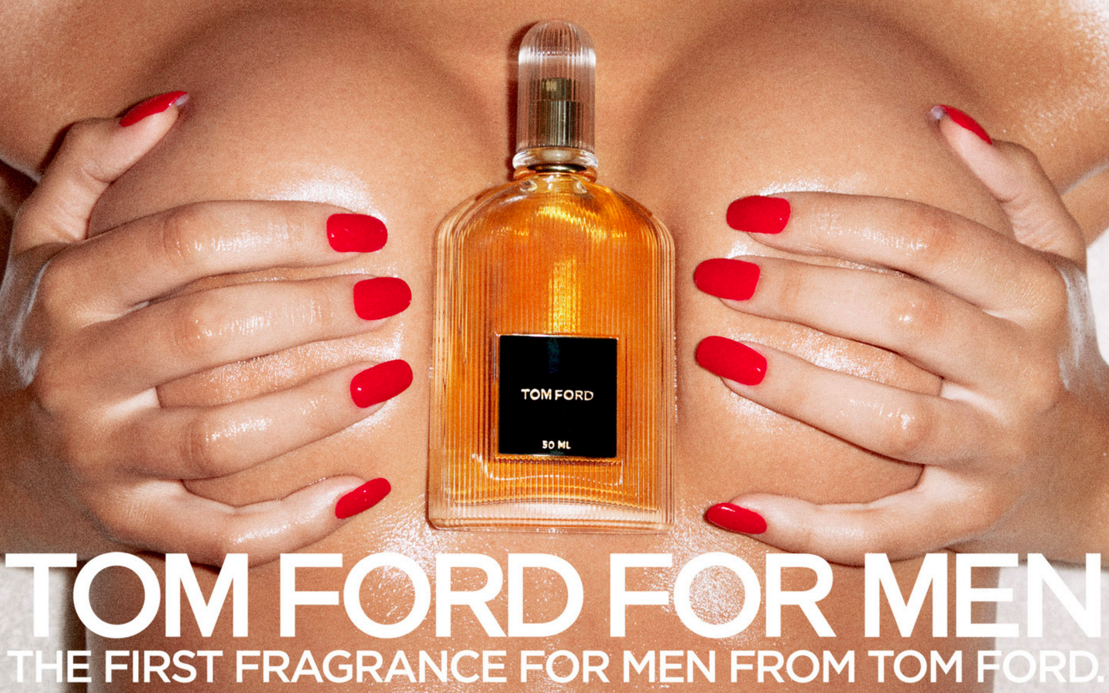 TOM FORD
50 ML
TOM FORD FOR MEN
THE FIRST FRAGRANCE FOR MEN FROM TOM FORD.